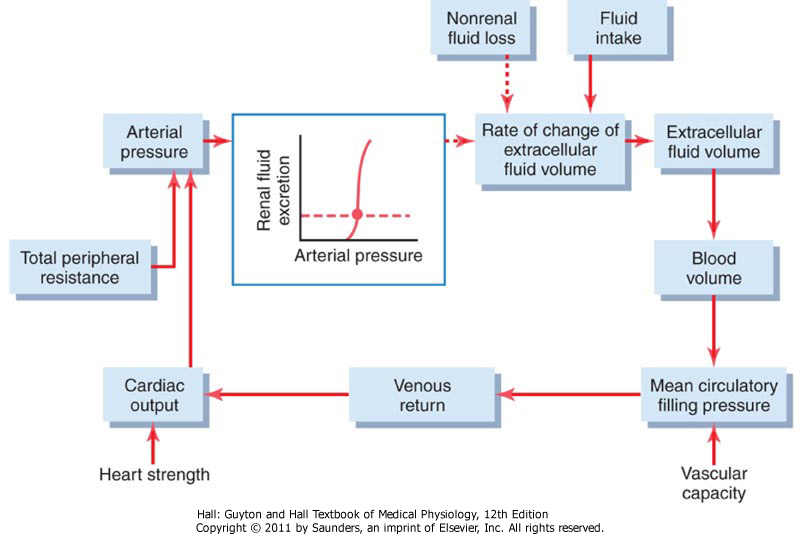 Nonrenal
fluid loss
Fluid
intake
Arterial
pressure
Renal fluid
excretion
Arterial pressure
Rate of change of
extracellular
fluid volume
Extracellular
fluid volume
Total peripheral
resistance
Blood
volume
Cardiac
output
Venous
return
Mean circulatory
filling pressure
Heart strength
Vascular
capacity
Hall: Guyton and Hall Textbook of Medical Physiology, 12th Edition
Copyright © 2011 by Saunders, an imprint of Elsevier, Inc. All rights reserved.